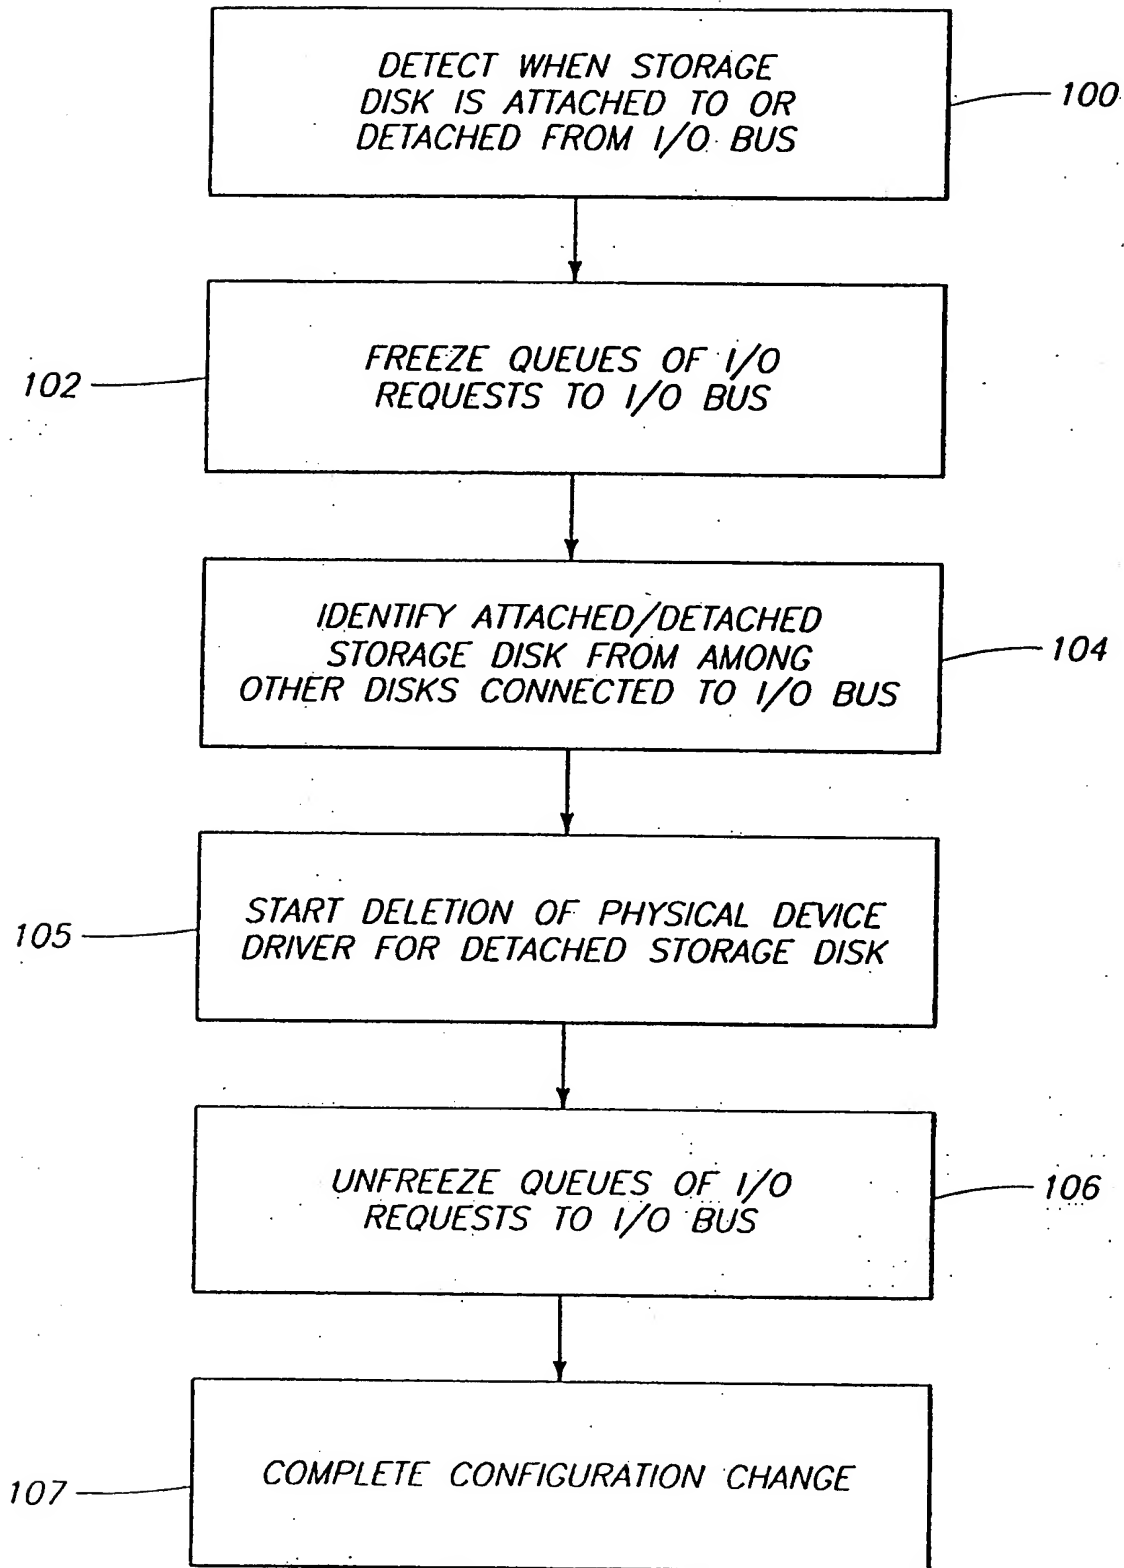 DETECT WHEN STORAGE
DISK IS ATTACHED TO OR
DETACHED FROM I/O BUS
100
FREEZE QUEUES OF I/O
REQUESTS TO I/O BUS
102
IDENTIFY ATTACHED/DETACHED
STORAGE DISK FROM AMONG
OTHER DISKS CONNECTED TO I/O BUS
104
START DELETION OF PHYSICAL DEVICE
DRIVER FOR DETACHED STORAGE DISK
105
UNFREEZE QUEUES OF I/O
REQUESTS TO I/O BUS
106
COMPLETE CONFIGURATION CHANGE
107